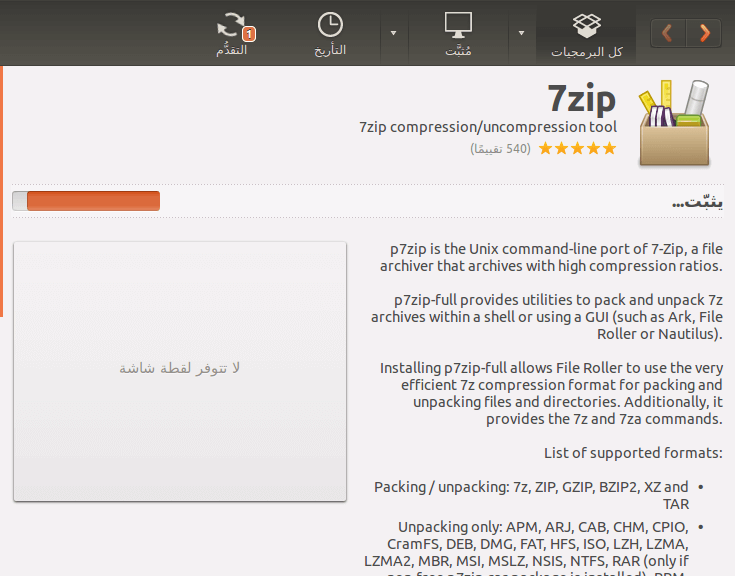 كل البرمجيات
مُثبَّت
التأريخ
التقدُّم
1
7zip
7zip compression/uncompression tool
(540 تقييمًا)
يثبّت...
p7zip is the Unix command-line port of 7-Zip, a file
archiver that archives with high compression ratios.
p7zip-full provides utilities to pack and unpack 7z
archives within a shell or using a GUI (such as Ark, File
Roller or Nautilus).
Installing p7zip-full allows File Roller to use the very
efficient 7z compression format for packing and
unpacking files and directories. Additionally, it
provides the 7z and 7za commands.
List of supported formats:
• Packing / unpacking: 7z, ZIP, GZIP, BZIP2, XZ and
TAR
• Unpacking only: APM, ARJ, CAB, CHM, CPIO,
CramFS, DEB, DMG, FAT, HFS, ISO, LZH, LZMA,
LZMA2, MBR, MSI, MSLZ, NSIS, NTFS, RAR (only if
لا تتوفر لقطة شاشة